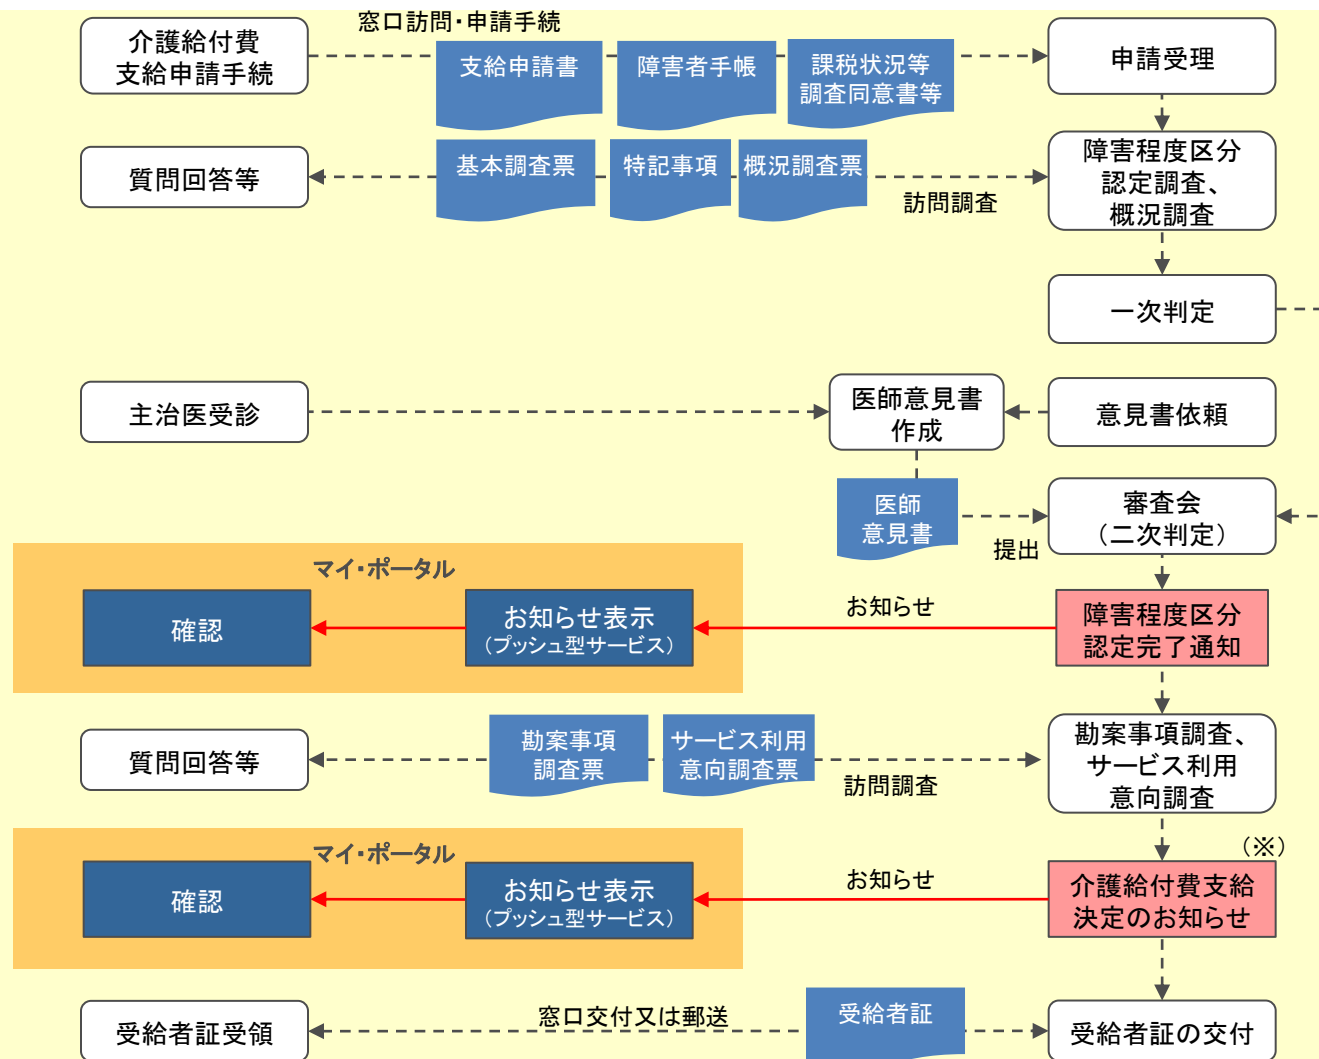 窓口訪問・申請手続
介護給付費
支給申請手続
支給申請書
障害者手帳
課税状況等
調査同意書等
申請受理
質問回答等
基本調査票
特記事項
概況調査票
訪問調査
障害程度区分
認定調査、
概況調査
一次判定
主治医受診
医師意見書
作成
意見書依頼
医師
意見書
提出
審査会
（二次判定）
マイ・ポータル
確認
お知らせ表示
（プッシュ型サービス）
お知らせ
障害程度区分
認定完了通知
質問回答等
勘案事項
調査票
サービス利用
意向調査票
訪問調査
勘案事項調査、
サービス利用
意向調査
マイ・ポータル
確認
お知らせ表示
（プッシュ型サービス）
お知らせ
（※）
介護給付費支給
決定のお知らせ
受給者証受領
窓口交付又は郵送
受給者証
受給者証の交付